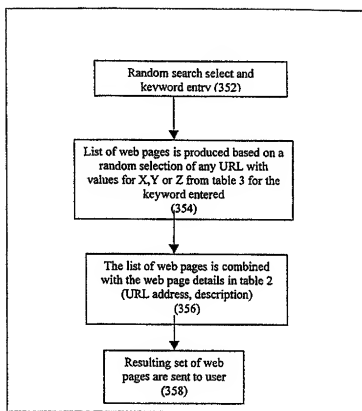 Random search select and
keyword entry (352)
List of web pages is produced based on a
random selection of any URL with
values for X,Y or Z from table 3 for the
keyword entered
(354)
The list of web pages is combined
with the web page details in table 2
(URL address, description)
(356)
Resulting set of web
pages are sent to user
(358)